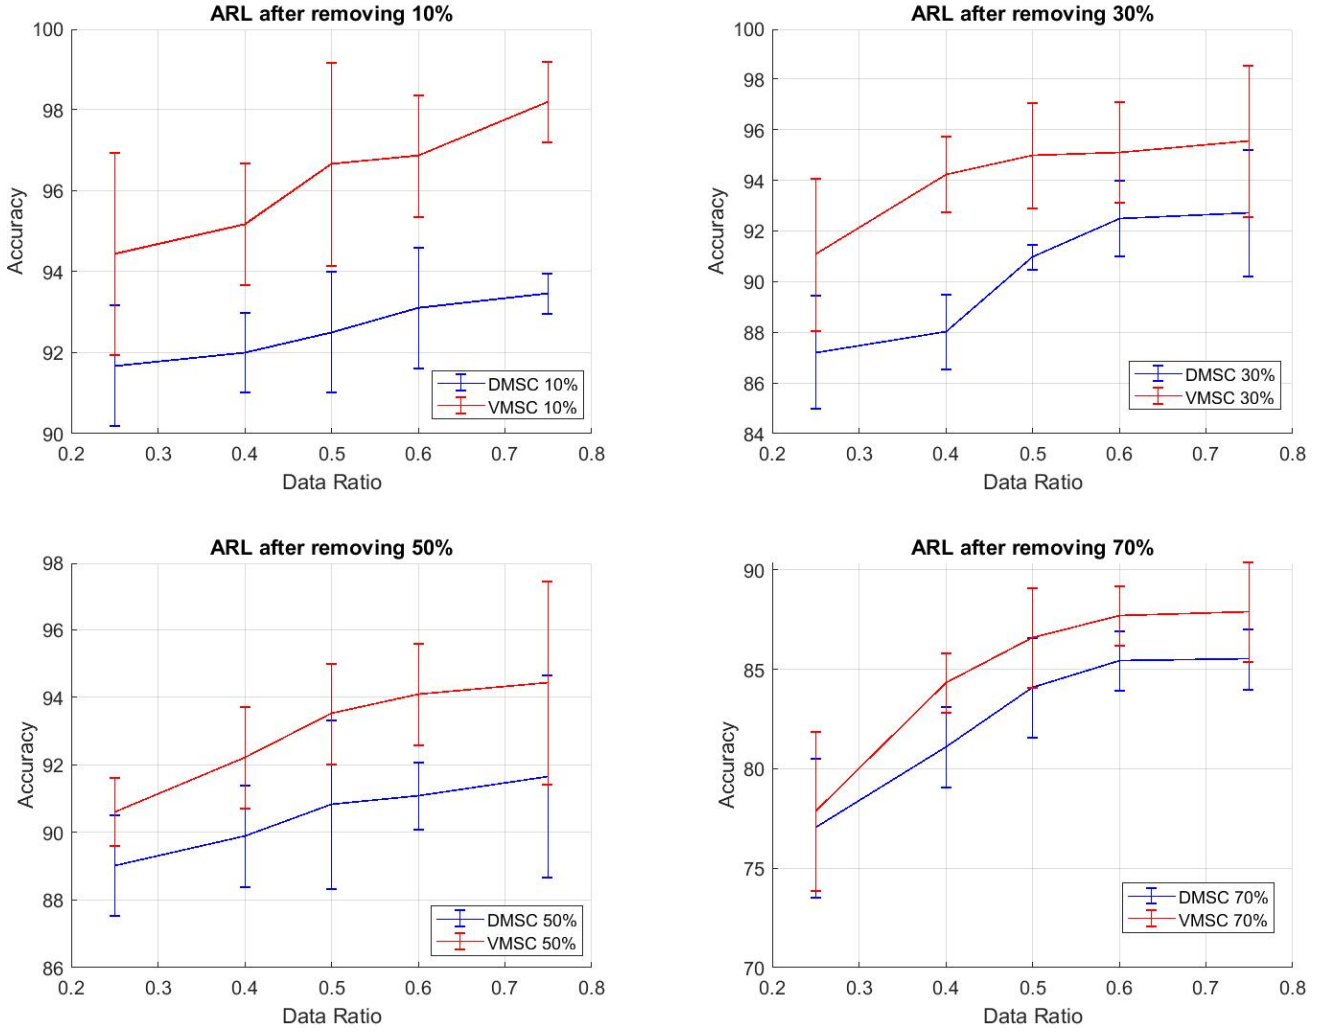 ARL after removing 10%
100
98
96
94
92
90
Accuracy
0.2 0.3 0.4 0.5 0.6 0.7 0.8
Data Ratio
DMSC 10%
VMSC 10%
ARL after removing 30%
100
98
96
94
92
90
88
86
84
Accuracy
0.2 0.3 0.4 0.5 0.6 0.7 0.8
Data Ratio
DMSC 30%
VMSC 30%
ARL after removing 50%
98
96
94
92
90
88
86
Accuracy
0.2 0.3 0.4 0.5 0.6 0.7 0.8
Data Ratio
DMSC 50%
VMSC 50%
ARL after removing 70%
90
85
80
75
70
Accuracy
0.2 0.3 0.4 0.5 0.6 0.7 0.8
Data Ratio
DMSC 70%
VMSC 70%